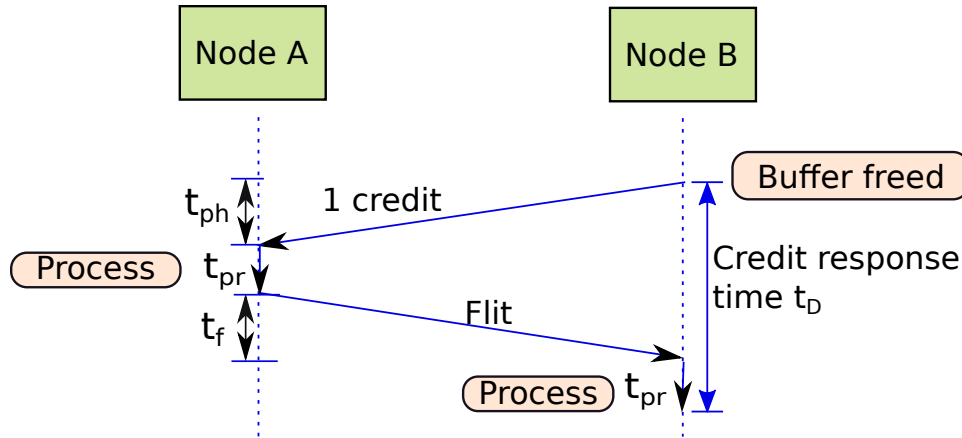 Node A
Node B
Buffer freed
1 credit
t_ph
Process
t_pr
Credit response
time t_D
Flit
t_f
Process
t_pr